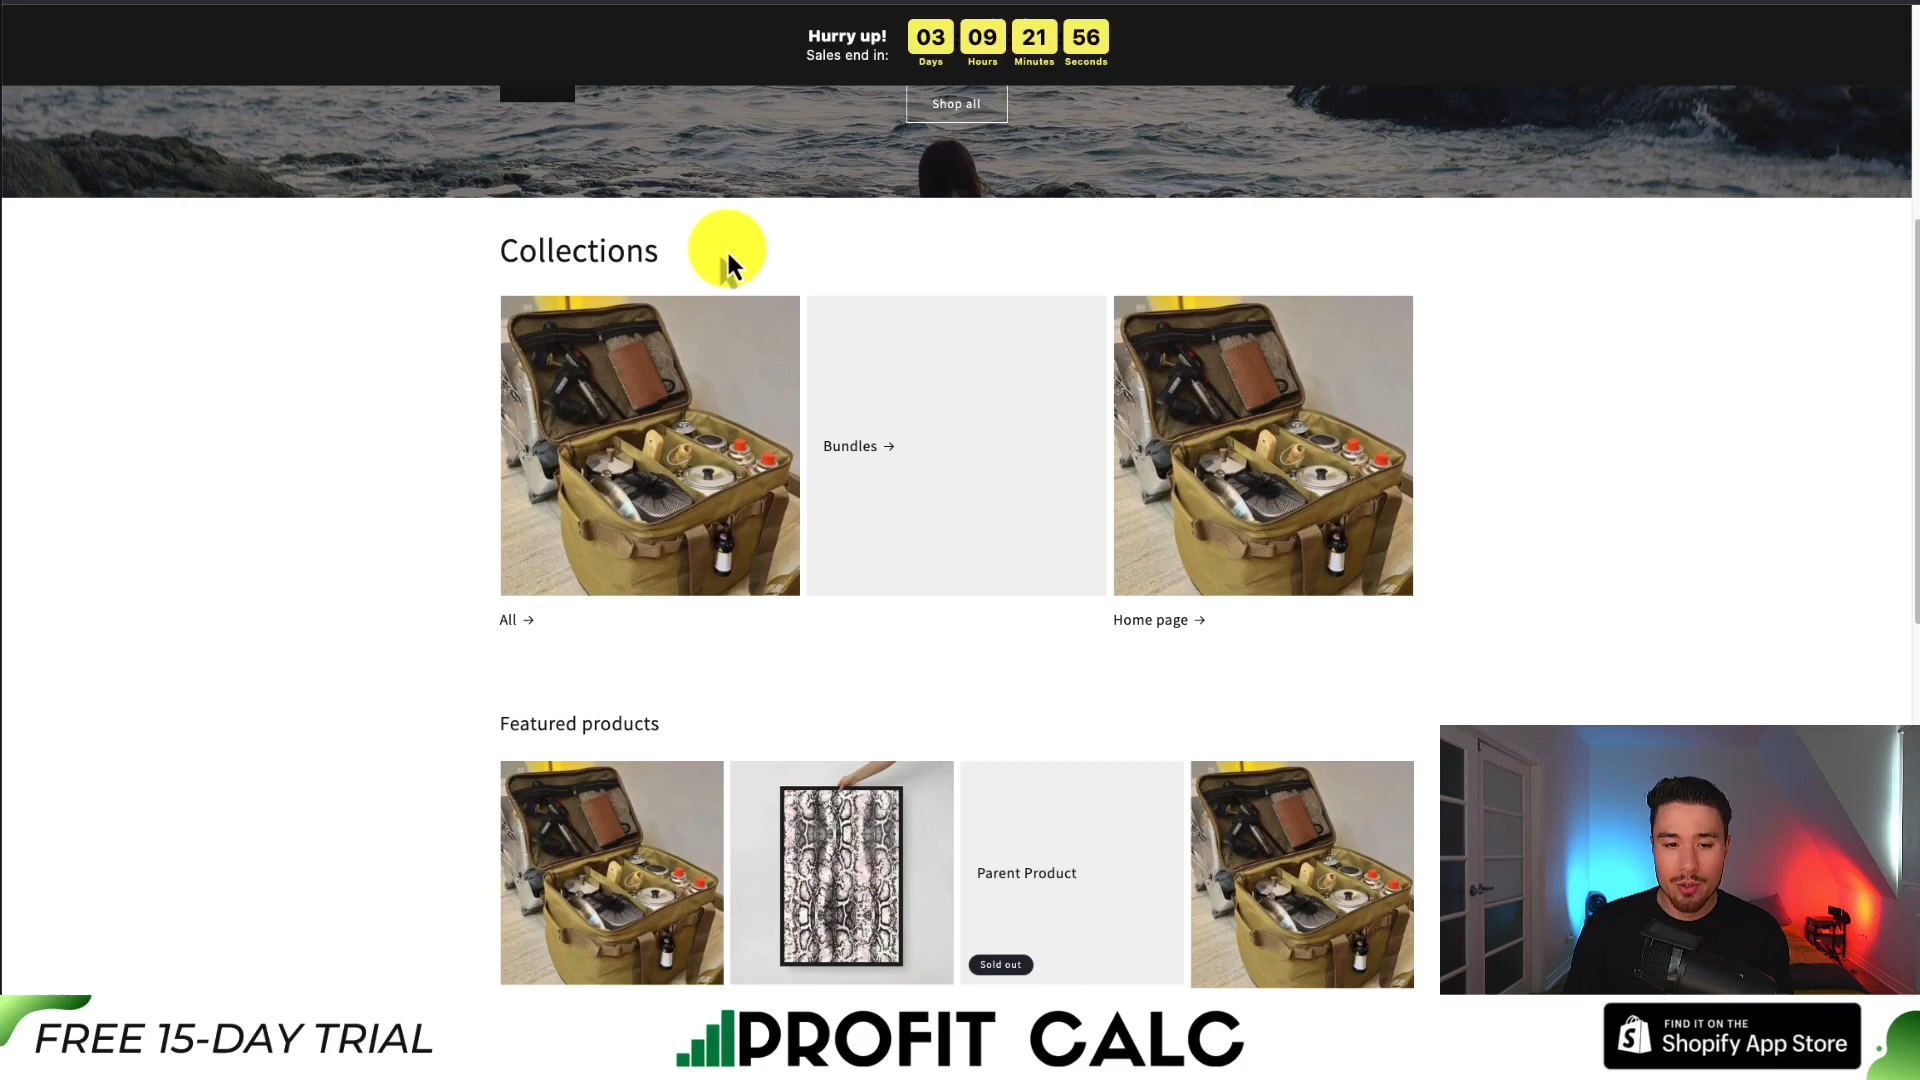 Hurry up!
Sales end in:
03 09 21 56
Days Hours Minutes Seconds
Shop all
Collections
Bundles →
All →
Home page →
Featured products
Parent Product
Sold out
FREE 15-DAY TRIAL
PROFIT CALC
FIND IT ON THE
Shopify App Store